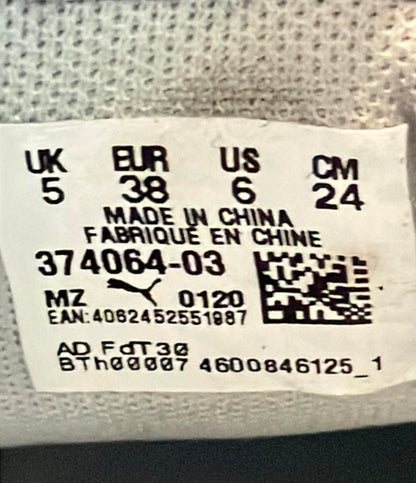 UK EUR US CM
5 38 6 24
MADE IN CHINA
FABRIQUE EN CHINE
374064-03
MZ 0120
EAN:4062452551987
AD FdT30
BTh00007 4600846125_1